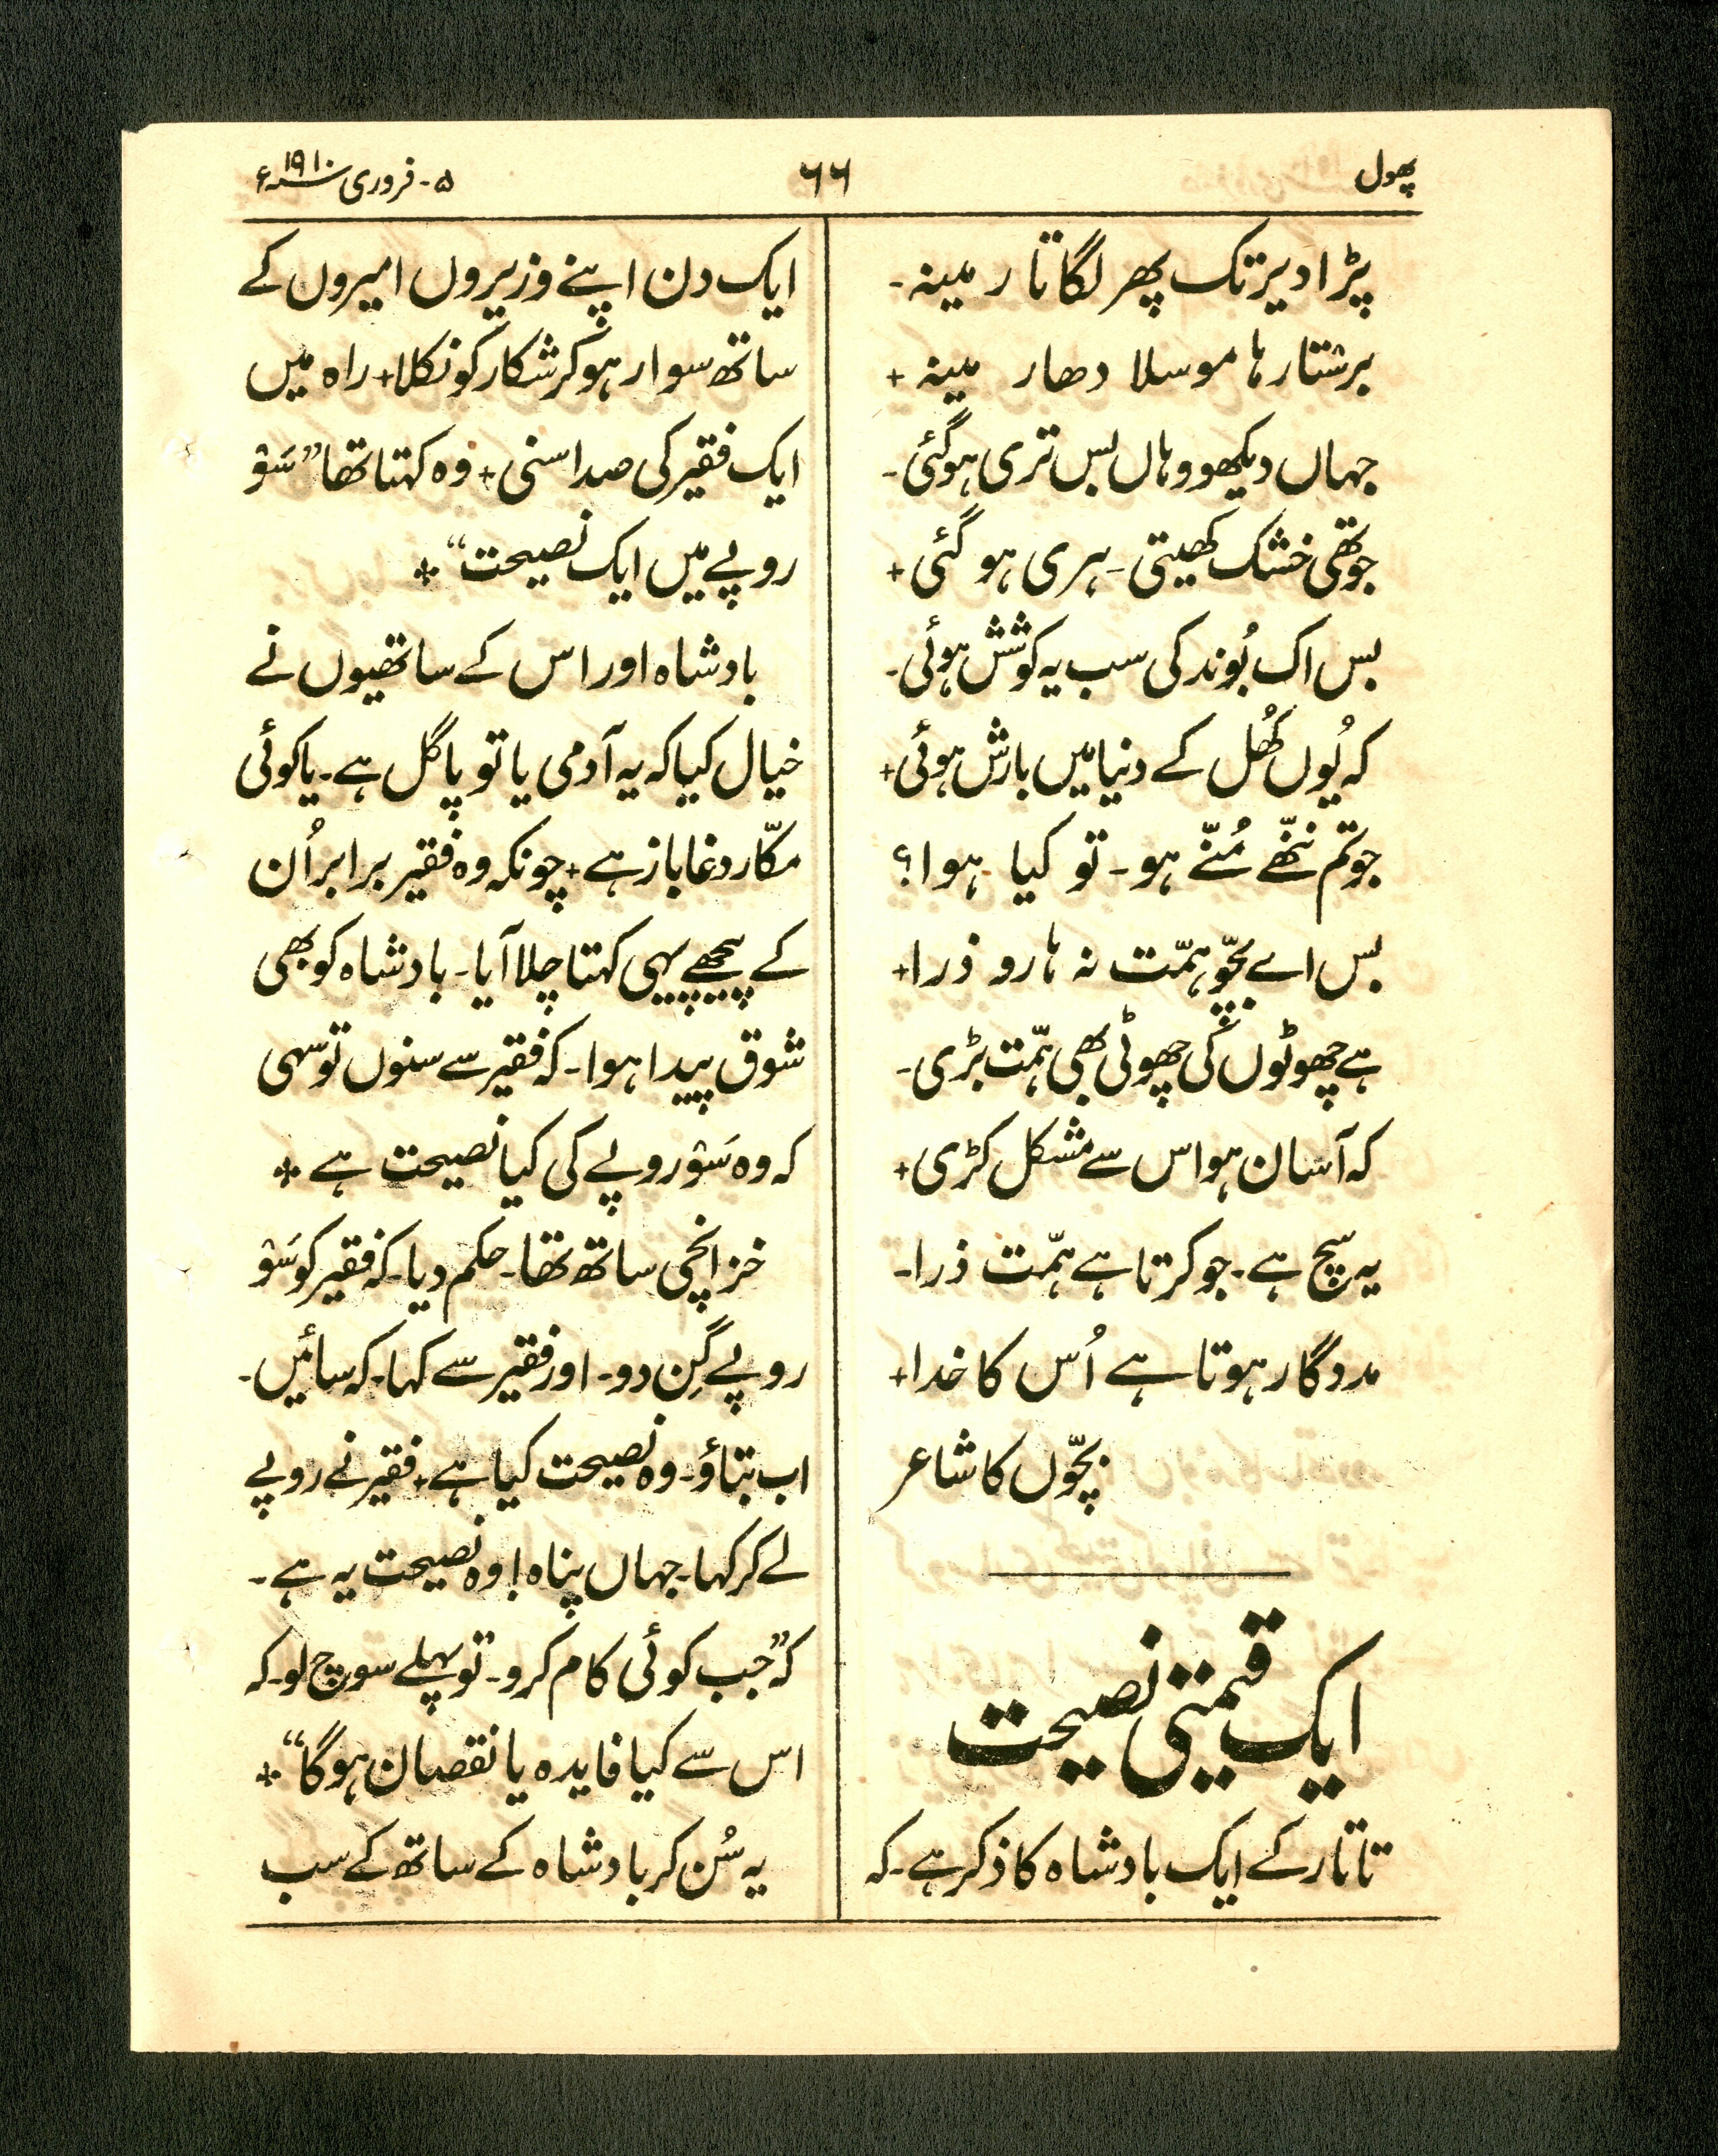 پھول
۶۶
۵-فروری سنہ ۱۹۱۰ء
پڑا دیر تک پھر لگاتار مینہ-
برستا رہا موسلا دھار مینہ+
جہاں دیکھو وہاں بس تری ہوگئی-
جو تھی خشک کھیتی-ہری ہو گئی+
بس اک بُوند کی سب یہ کوشش ہوئی-
کہ یُوں کُھل کے دنیا میں بارش ہوئی+
جو تم ننّھے مُنّے ہو-تو کیا ہوا؟
بس اے بچّو ہمّت نہ ہارو ذرا+
ہے چھوٹوں کی چھوٹی بھی ہمّت بڑی-
کہ آسان ہو اس سے مشکل کڑی+
یہ سچ ہے-جو کرتا ہے ہمّت ذرا-
مددگار ہوتا ہے اُس کا خدا+
بچّوں کا شاعر
ایک قیمتی نصیحت
تاتار کے ایک بادشاہ کا ذکر ہے-کہ
ایک دن اپنے وزیروں امیروں کے
ساتھ سوار ہو کر شکار کو نکلا+راہ میں
ایک فقیر کی صدا سنی+وہ کہتا تھا ”سَو
روپے میں ایک نصیحت“+
بادشاہ اور اس کے ساتھیوں نے
خیال کیا کہ یہ آدمی یا تو پاگل ہے-یا کوئی
مکّار دغاباز ہے+چونکہ وہ فقیر برابر اُن
کے پیچھے یہی کہتا چلا آیا-بادشاہ کو بھی
شوق پیدا ہوا-کہ فقیر سے سنوں تو سہی
کہ وہ سَو روپے کی کیا نصیحت ہے+
خزانچی ساتھ تھا-حکم دیا-کہ فقیر کو سَو
روپے گِن دو-اور فقیر سے کہا-کہ سائیں-
اب بتاؤ-وہ نصیحت کیا ہے+فقیر نے روپے
لے کر کہا-جہاں پناہ! وہ نصیحت یہ ہے-
کہ ”جب کوئی کام کرو-تو پہلے سوچ لو-کہ
اس سے کیا فایدہ یا نقصان ہوگا“+
یہ سُن کر بادشاہ کے ساتھ کے سب